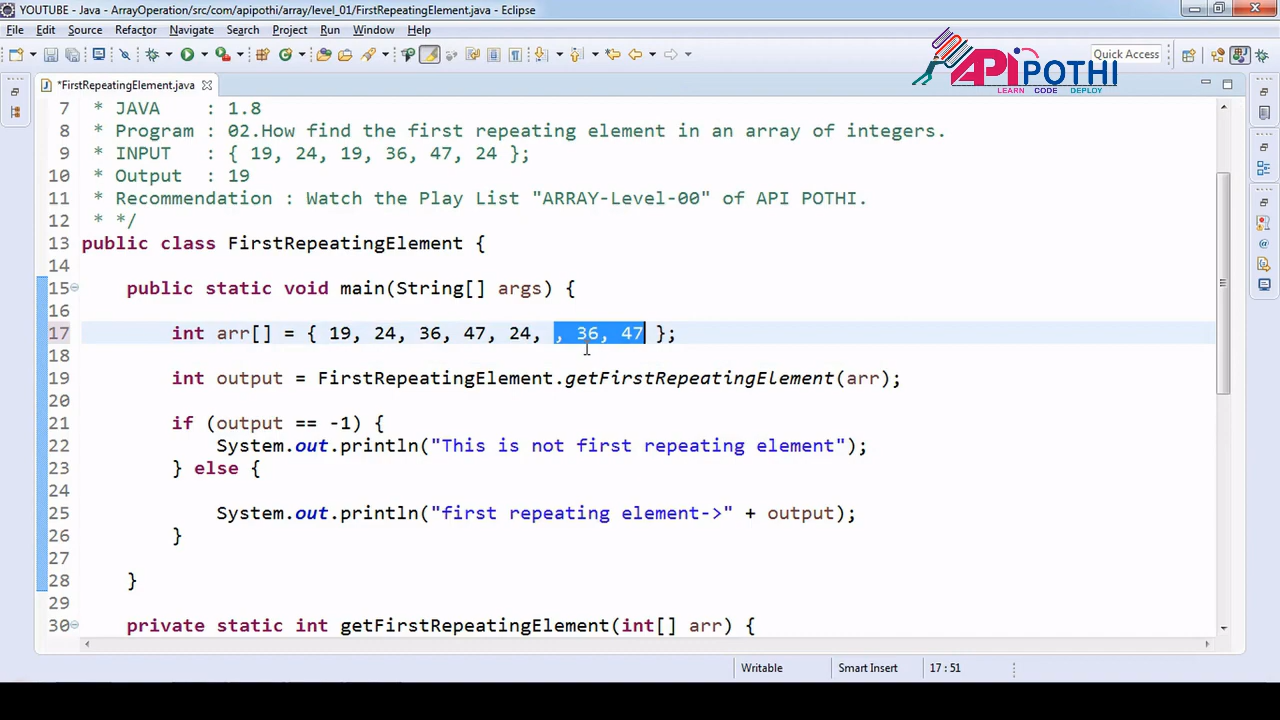 YOUTUBE - Java - ArrayOperation/src/com/apipothi/array/level_01/FirstRepeatingElement.java - Eclipse
File Edit Source Refactor Navigate Search Project Run Window Help
Quick Access
APIPOTHI
LEARN CODE DEPLOY
*FirstRepeatingElement.java
7 * JAVA : 1.8
8 * Program : 02.How find the first repeating element in an array of integers.
9 * INPUT : { 19, 24, 19, 36, 47, 24 };
10 * Output : 19
11 * Recommendation : Watch the Play List "ARRAY-Level-00" of API POTHI.
12 * */
13 public class FirstRepeatingElement {
14
15 public static void main(String[] args) {
16
17 int arr[] = { 19, 24, 36, 47, 24, , 36, 47 };
18
19 int output = FirstRepeatingElement.getFirstRepeatingElement(arr);
20
21 if (output == -1) {
22 System.out.println("This is not first repeating element");
23 } else {
24
25 System.out.println("first repeating element->" + output);
26 }
27
28 }
29
30 private static int getFirstRepeatingElement(int[] arr) {
Writable Smart Insert 17:51